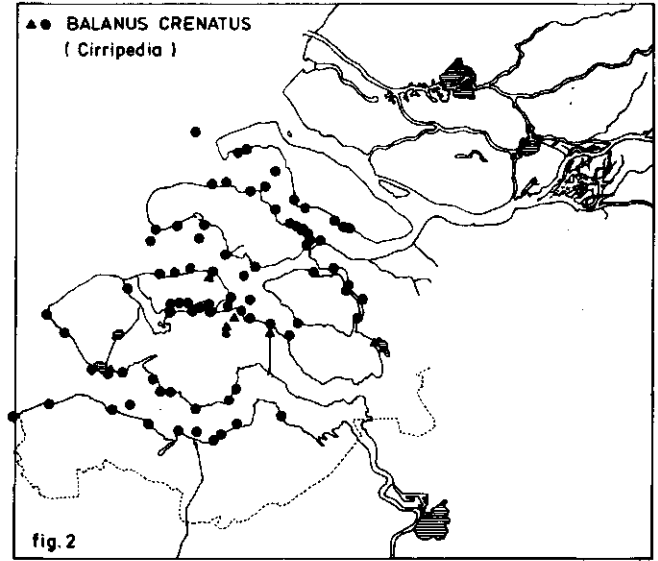 ▲● BALANUS CRENATUS
( Cirripedia )
fig. 2